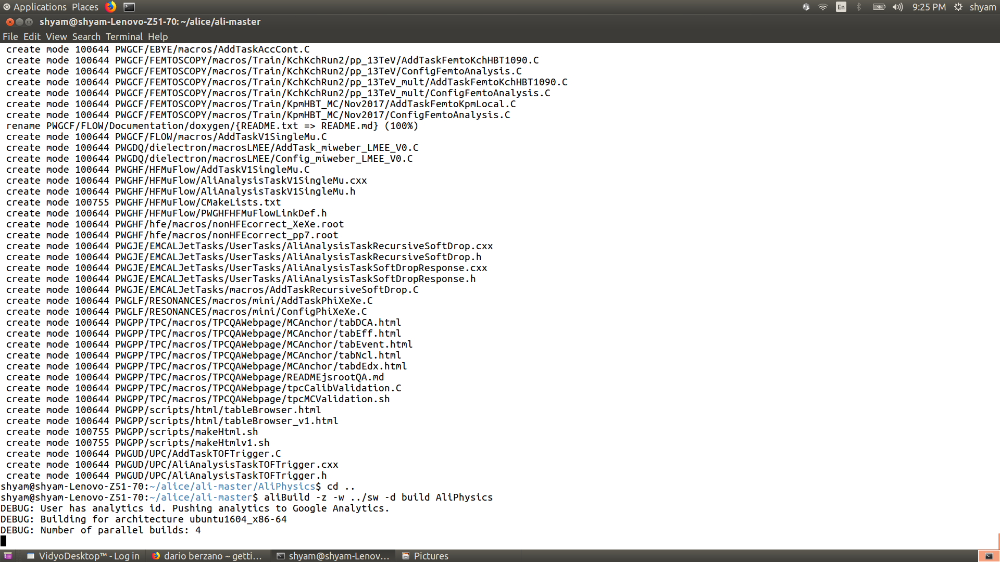 Applications Places En 9:25 PM shyam
shyam@shyam-Lenovo-Z51-70: ~/alice/ali-master
File Edit View Search Terminal Help
create mode 100644 PWGCF/EBYE/macros/AddTaskAccCont.C
create mode 100644 PWGCF/FEMTOSCOPY/macros/Train/KchKchRun2/pp_13TeV/AddTaskFemtoKchHBT1090.C
create mode 100644 PWGCF/FEMTOSCOPY/macros/Train/KchKchRun2/pp_13TeV/ConfigFemtoAnalysis.C
create mode 100644 PWGCF/FEMTOSCOPY/macros/Train/KchKchRun2/pp_13TeV_mult/AddTaskFemtoKchHBT1090.C
create mode 100644 PWGCF/FEMTOSCOPY/macros/Train/KchKchRun2/pp_13TeV_mult/ConfigFemtoAnalysis.C
create mode 100644 PWGCF/FEMTOSCOPY/macros/Train/KpmHBT_MC/Nov2017/AddTaskFemtoKpmLocal.C
create mode 100644 PWGCF/FEMTOSCOPY/macros/Train/KpmHBT_MC/Nov2017/ConfigFemtoAnalysis.C
rename PWGCF/FLOW/Documentation/doxygen/{README.txt => README.md} (100%)
create mode 100644 PWGCF/FLOW/macros/AddTaskV1SingleMu.C
create mode 100644 PWGDQ/dielectron/macrosLMEE/AddTask_miweber_LMEE_V0.C
create mode 100644 PWGDQ/dielectron/macrosLMEE/Config_miweber_LMEE_V0.C
create mode 100644 PWGHF/HFMuFlow/AddTaskV1SingleMu.C
create mode 100644 PWGHF/HFMuFlow/AliAnalysisTaskV1SingleMu.cxx
create mode 100644 PWGHF/HFMuFlow/AliAnalysisTaskV1SingleMu.h
create mode 100755 PWGHF/HFMuFlow/CMakeLists.txt
create mode 100644 PWGHF/HFMuFlow/PWGHFHFMuFlowLinkDef.h
create mode 100644 PWGHF/hfe/macros/nonHFEcorrect_XeXe.root
create mode 100644 PWGHF/hfe/macros/nonHFEcorrect_pp7.root
create mode 100644 PWGJE/EMCALJetTasks/UserTasks/AliAnalysisTaskRecursiveSoftDrop.cxx
create mode 100644 PWGJE/EMCALJetTasks/UserTasks/AliAnalysisTaskRecursiveSoftDrop.h
create mode 100644 PWGJE/EMCALJetTasks/UserTasks/AliAnalysisTaskSoftDropResponse.cxx
create mode 100644 PWGJE/EMCALJetTasks/UserTasks/AliAnalysisTaskSoftDropResponse.h
create mode 100644 PWGJE/EMCALJetTasks/macros/AddTaskRecursiveSoftDrop.C
create mode 100644 PWGLF/RESONANCES/macros/mini/AddTaskPhiXeXe.C
create mode 100644 PWGLF/RESONANCES/macros/mini/ConfigPhiXeXe.C
create mode 100644 PWGPP/TPC/macros/TPCQAWebpage/MCAnchor/tabDCA.html
create mode 100644 PWGPP/TPC/macros/TPCQAWebpage/MCAnchor/tabEff.html
create mode 100644 PWGPP/TPC/macros/TPCQAWebpage/MCAnchor/tabEvent.html
create mode 100644 PWGPP/TPC/macros/TPCQAWebpage/MCAnchor/tabNcl.html
create mode 100644 PWGPP/TPC/macros/TPCQAWebpage/MCAnchor/tabdEdx.html
create mode 100644 PWGPP/TPC/macros/TPCQAWebpage/READMEjsrootQA.md
create mode 100644 PWGPP/TPC/macros/TPCQAWebpage/tpcCalibValidation.C
create mode 100644 PWGPP/TPC/macros/TPCQAWebpage/tpcMCValidation.sh
create mode 100644 PWGPP/scripts/html/tableBrowser.html
create mode 100644 PWGPP/scripts/html/tableBrowser_v1.html
create mode 100755 PWGPP/scripts/makeHtml.sh
create mode 100755 PWGPP/scripts/makeHtmlv1.sh
create mode 100644 PWGUD/UPC/AddTaskTOFTrigger.C
create mode 100644 PWGUD/UPC/AliAnalysisTaskTOFTrigger.cxx
create mode 100644 PWGUD/UPC/AliAnalysisTaskTOFTrigger.h
shyam@shyam-Lenovo-Z51-70:~/alice/ali-master/AliPhysics$ cd ..
shyam@shyam-Lenovo-Z51-70:~/alice/ali-master$ aliBuild -z -w ../sw -d build AliPhysics
DEBUG: User has analytics id. Pushing analytics to Google Analytics.
DEBUG: Building for architecture ubuntu1604_x86-64
DEBUG: Number of parallel builds: 4
VidyoDesktop™ - Log in dario berzano ~ getti... shyam@shyam-Lenov... Pictures